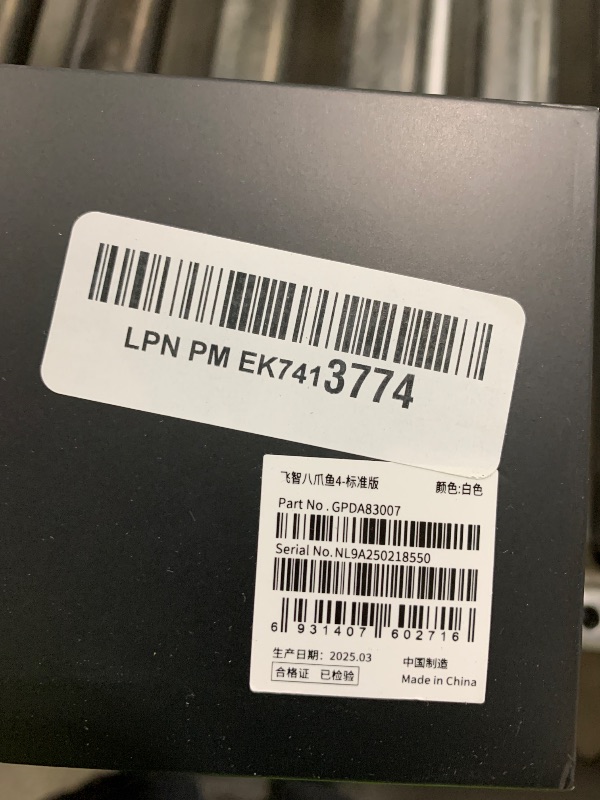 LPN PM EK7413774
飞智八爪鱼4-标准版 颜色:白色
Part No .GPDA83007
Serial No.NL9A250218550
6 931407 602716
生产日期: 2025.03 中国制造
合格证 已检验 Made in China